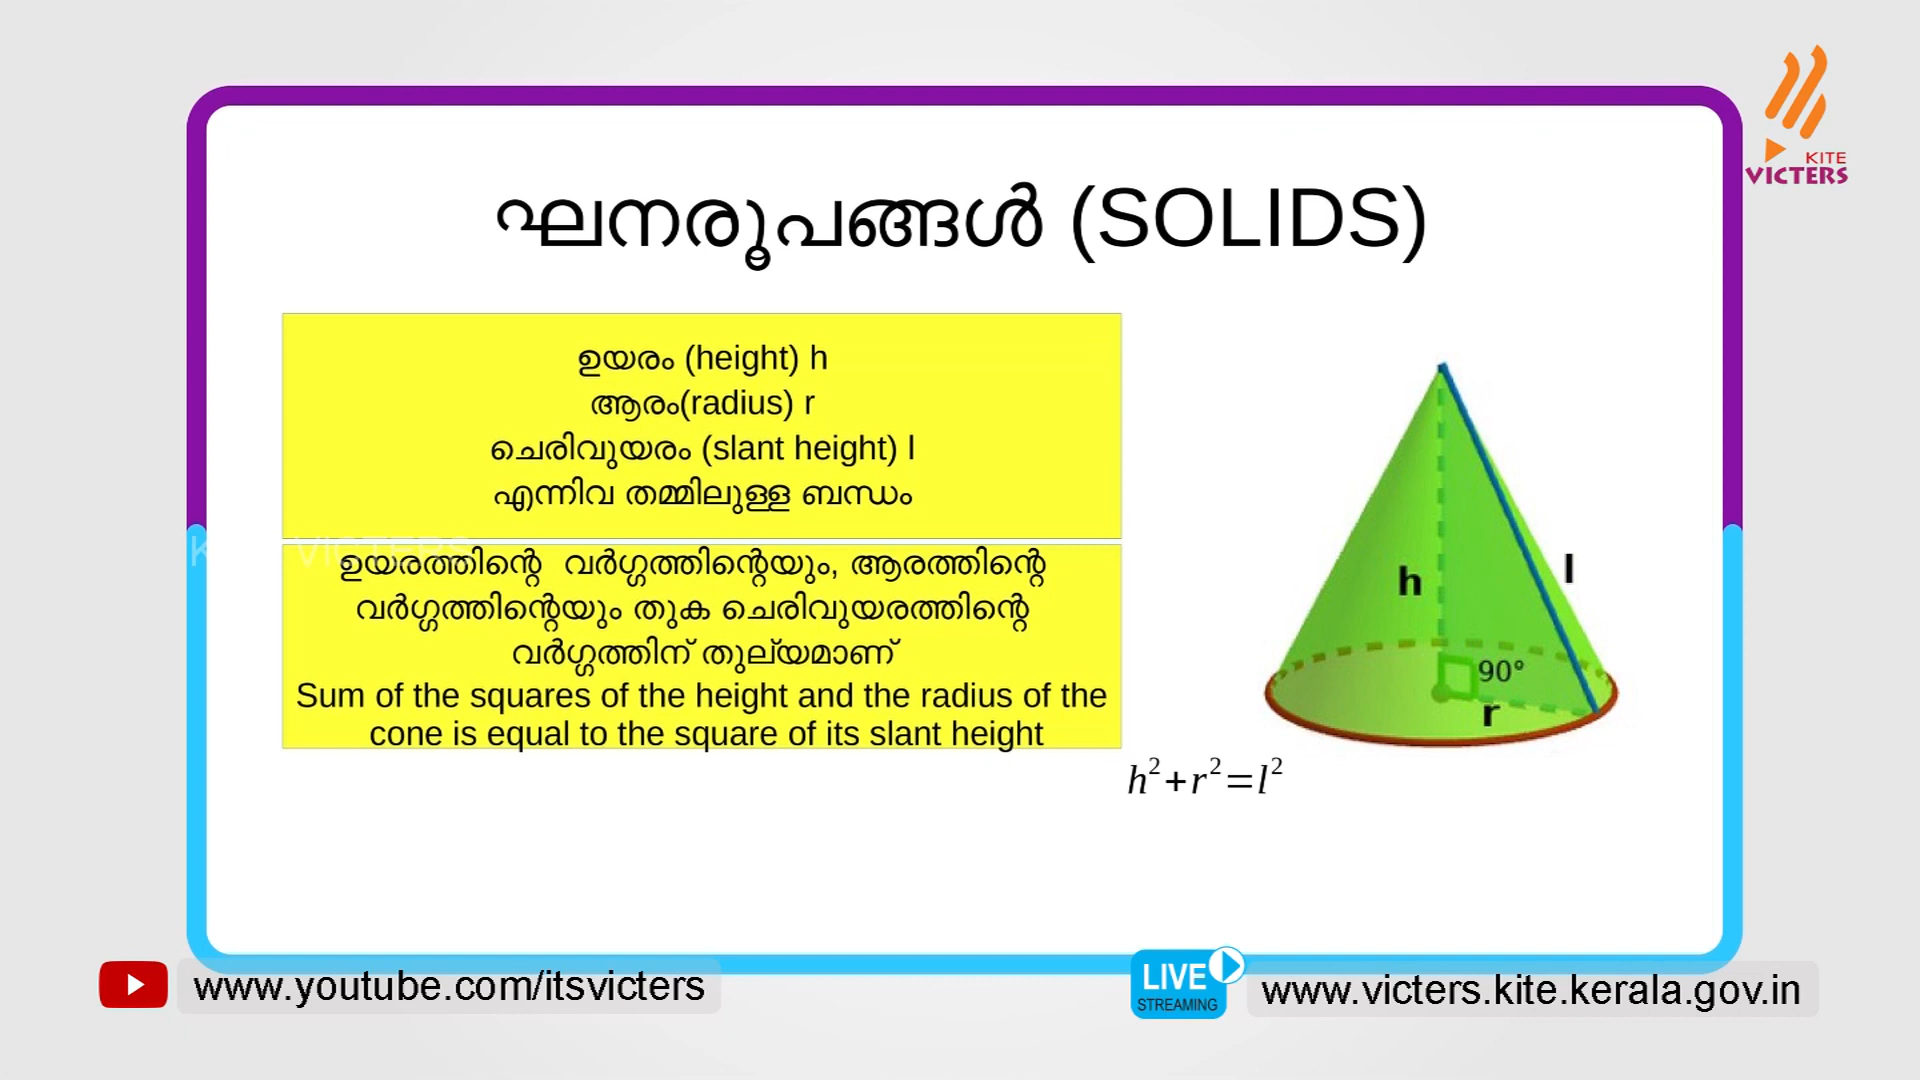 KITE
VICTERS
ഘനരൂപങ്ങൾ (SOLIDS)
ഉയരം (height) h
ആരം(radius) r
ചെരിവുയരം (slant height) l
എന്നിവ തമ്മിലുള്ള ബന്ധം
KITE VICTERS
ഉയരത്തിന്റെ വർഗ്ഗത്തിന്റെയും, ആരത്തിന്റെ
വർഗ്ഗത്തിന്റെയും തുക ചെരിവുയരത്തിന്റെ
വർഗ്ഗത്തിന് തുല്യമാണ്
Sum of the squares of the height and the radius of the
cone is equal to the square of its slant height
h
l
90°
r
h²+r²=l²
www.youtube.com/itsvicters
LIVE
STREAMING
www.victers.kite.kerala.gov.in